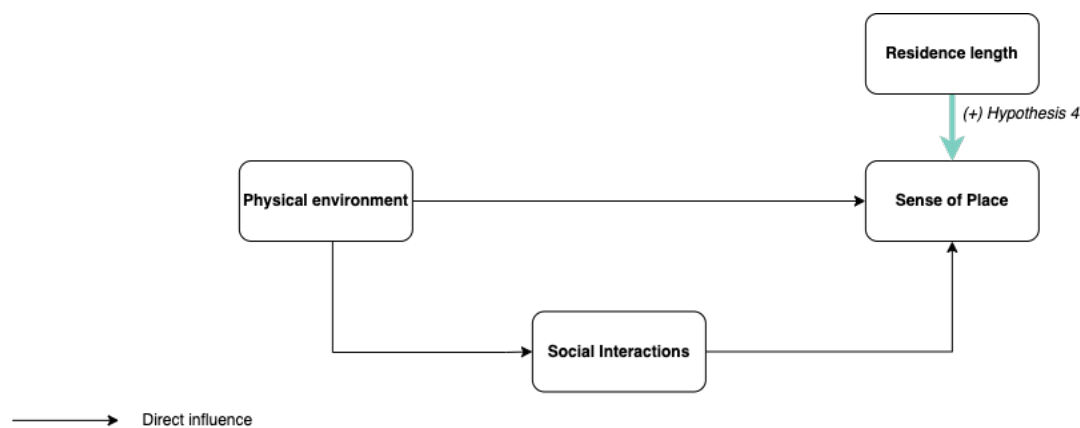 Residence length
(+) Hypothesis 4
Physical environment
Sense of Place
Social Interactions
Direct influence